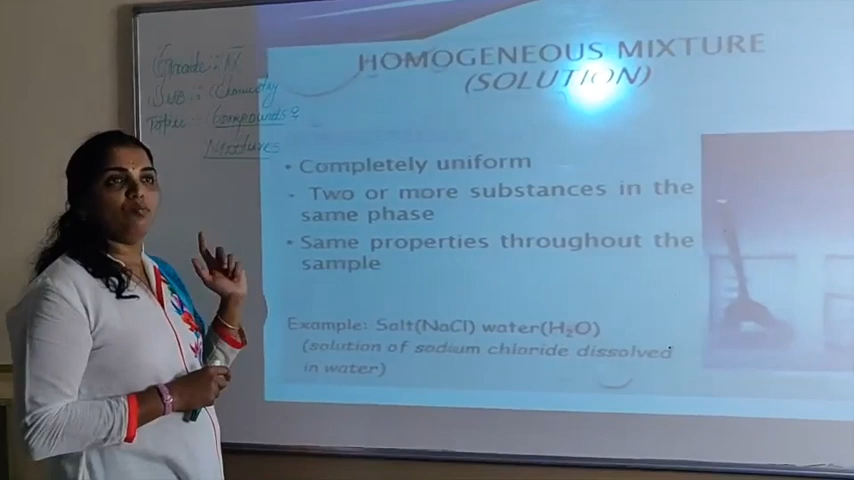 Grade :- IX
Sub :- Chemistry
Topic :- Compounds &
Mixtures
HOMOGENEOUS MIXTURE
(SOLUTION)
• Completely uniform
- Two or more substances in the
same phase
• Same properties throughout the
sample
Example: Salt(NaCl) water(H₂O)
(solution of sodium chloride dissolved
in water)